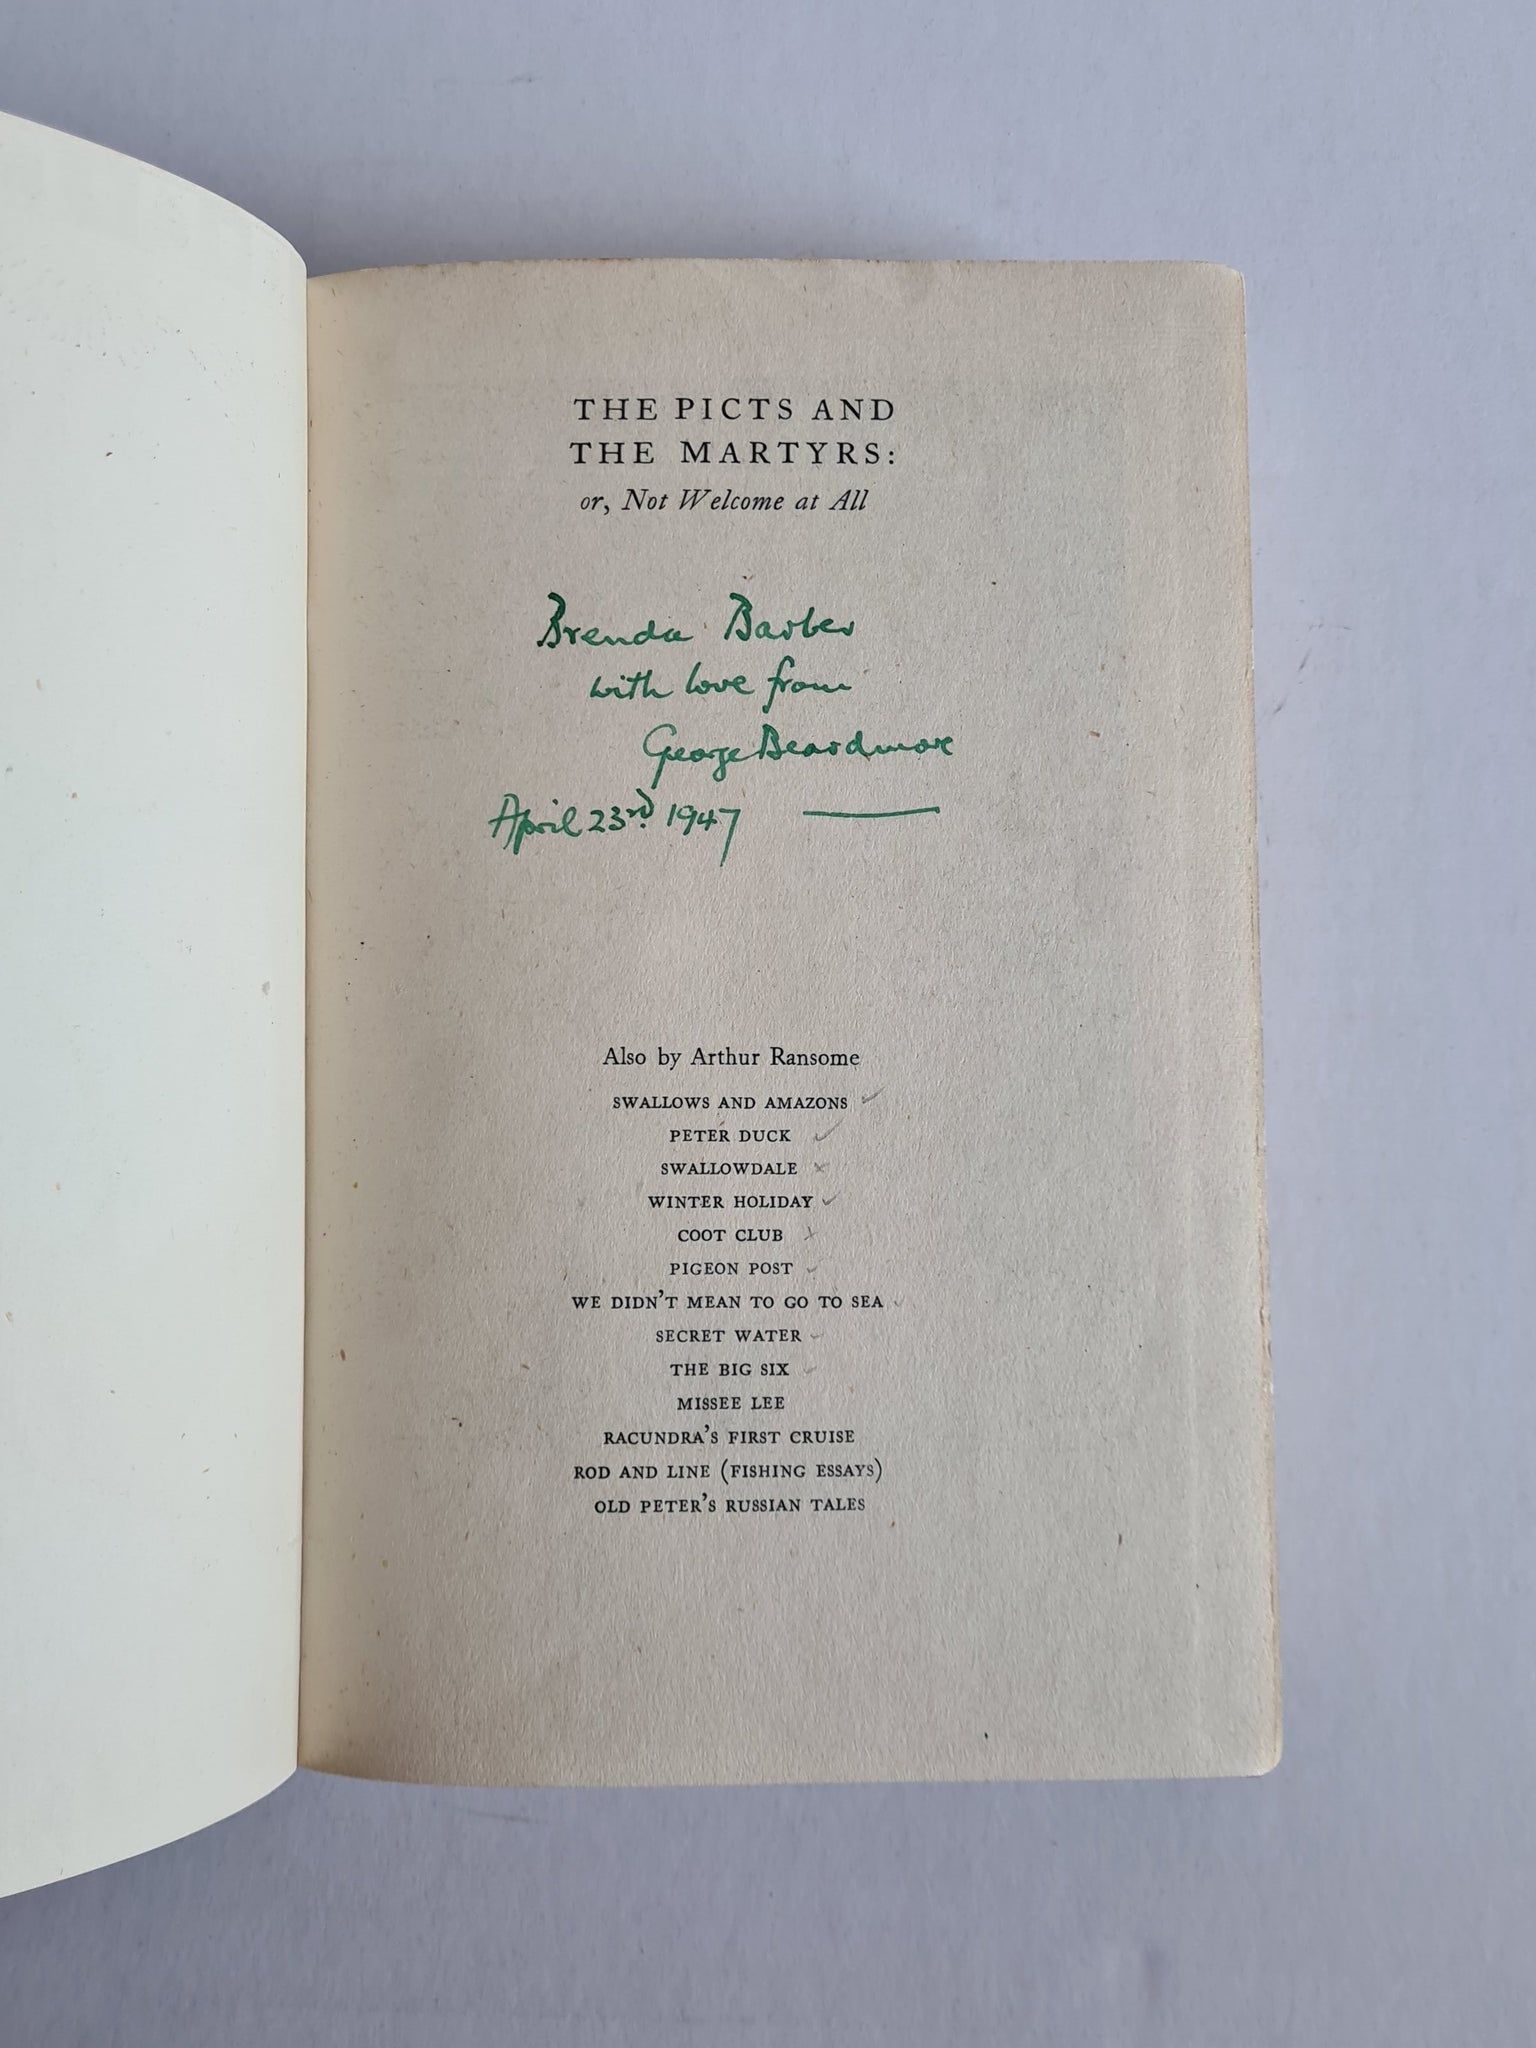 THE PICTS AND
THE MARTYRS:
or, Not Welcome at All
Brenda Barber
with love from
George Beardmore
April 23rd. 1947
Also by Arthur Ransome
SWALLOWS AND AMAZONS ✓
PETER DUCK ✓
SWALLOWDALE ×
WINTER HOLIDAY ✓
COOT CLUB ×
PIGEON POST ✓
WE DIDN'T MEAN TO GO TO SEA ✓
SECRET WATER ✓
THE BIG SIX ✓
MISSEE LEE
RACUNDRA'S FIRST CRUISE
ROD AND LINE (FISHING ESSAYS)
OLD PETER'S RUSSIAN TALES